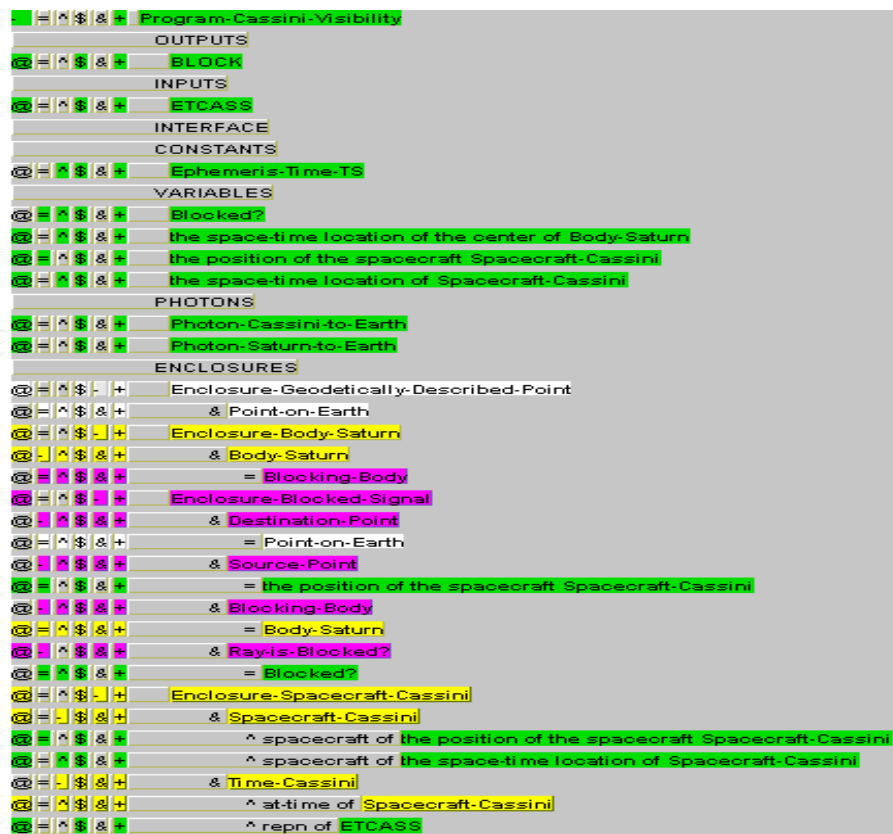 - = ^ $ & + Program-Cassini-Visibility
OUTPUTS
@ = ^ $ & + BLOCK
INPUTS
@ = ^ $ & + ETCASS
INTERFACE
CONSTANTS
@ = ^ $ & + Ephemeris-Time-TS
VARIABLES
@ = ^ $ & + Blocked?
@ = ^ $ & + the space-time location of the center of Body-Saturn
@ = ^ $ & + the position of the spacecraft Spacecraft-Cassini
@ = ^ $ & + the space-time location of Spacecraft-Cassini
PHOTONS
@ = ^ $ & + Photon-Cassini-to-Earth
@ = ^ $ & + Photon-Saturn-to-Earth
ENCLOSURES
@ = ^ $ - + Enclosure-Geodetically-Described-Point
@ = ^ $ & + & Point-on-Earth
@ = ^ $ - + Enclosure-Body-Saturn
@ - ^ $ & + & Body-Saturn
@ = ^ $ & + = Blocking-Body
@ = ^ $ - + Enclosure-Blocked-Signal
@ - ^ $ & + & Destination-Point
@ = ^ $ & + = Point-on-Earth
@ - ^ $ & + & Source-Point
@ = ^ $ & + = the position of the spacecraft Spacecraft-Cassini
@ - ^ $ & + & Blocking-Body
@ = ^ $ & + = Body-Saturn
@ - ^ $ & + & Ray-is-Blocked?
@ = ^ $ & + = Blocked?
@ = ^ $ - + Enclosure-Spacecraft-Cassini
@ = - $ & + & Spacecraft-Cassini
@ = ^ $ & + ^ spacecraft of the position of the spacecraft Spacecraft-Cassini
@ = ^ $ & + ^ spacecraft of the space-time location of Spacecraft-Cassini
@ = - $ & + & Time-Cassini
@ = ^ $ & + ^ at-time of Spacecraft-Cassini
@ = ^ $ & + ^ repn of ETCASS